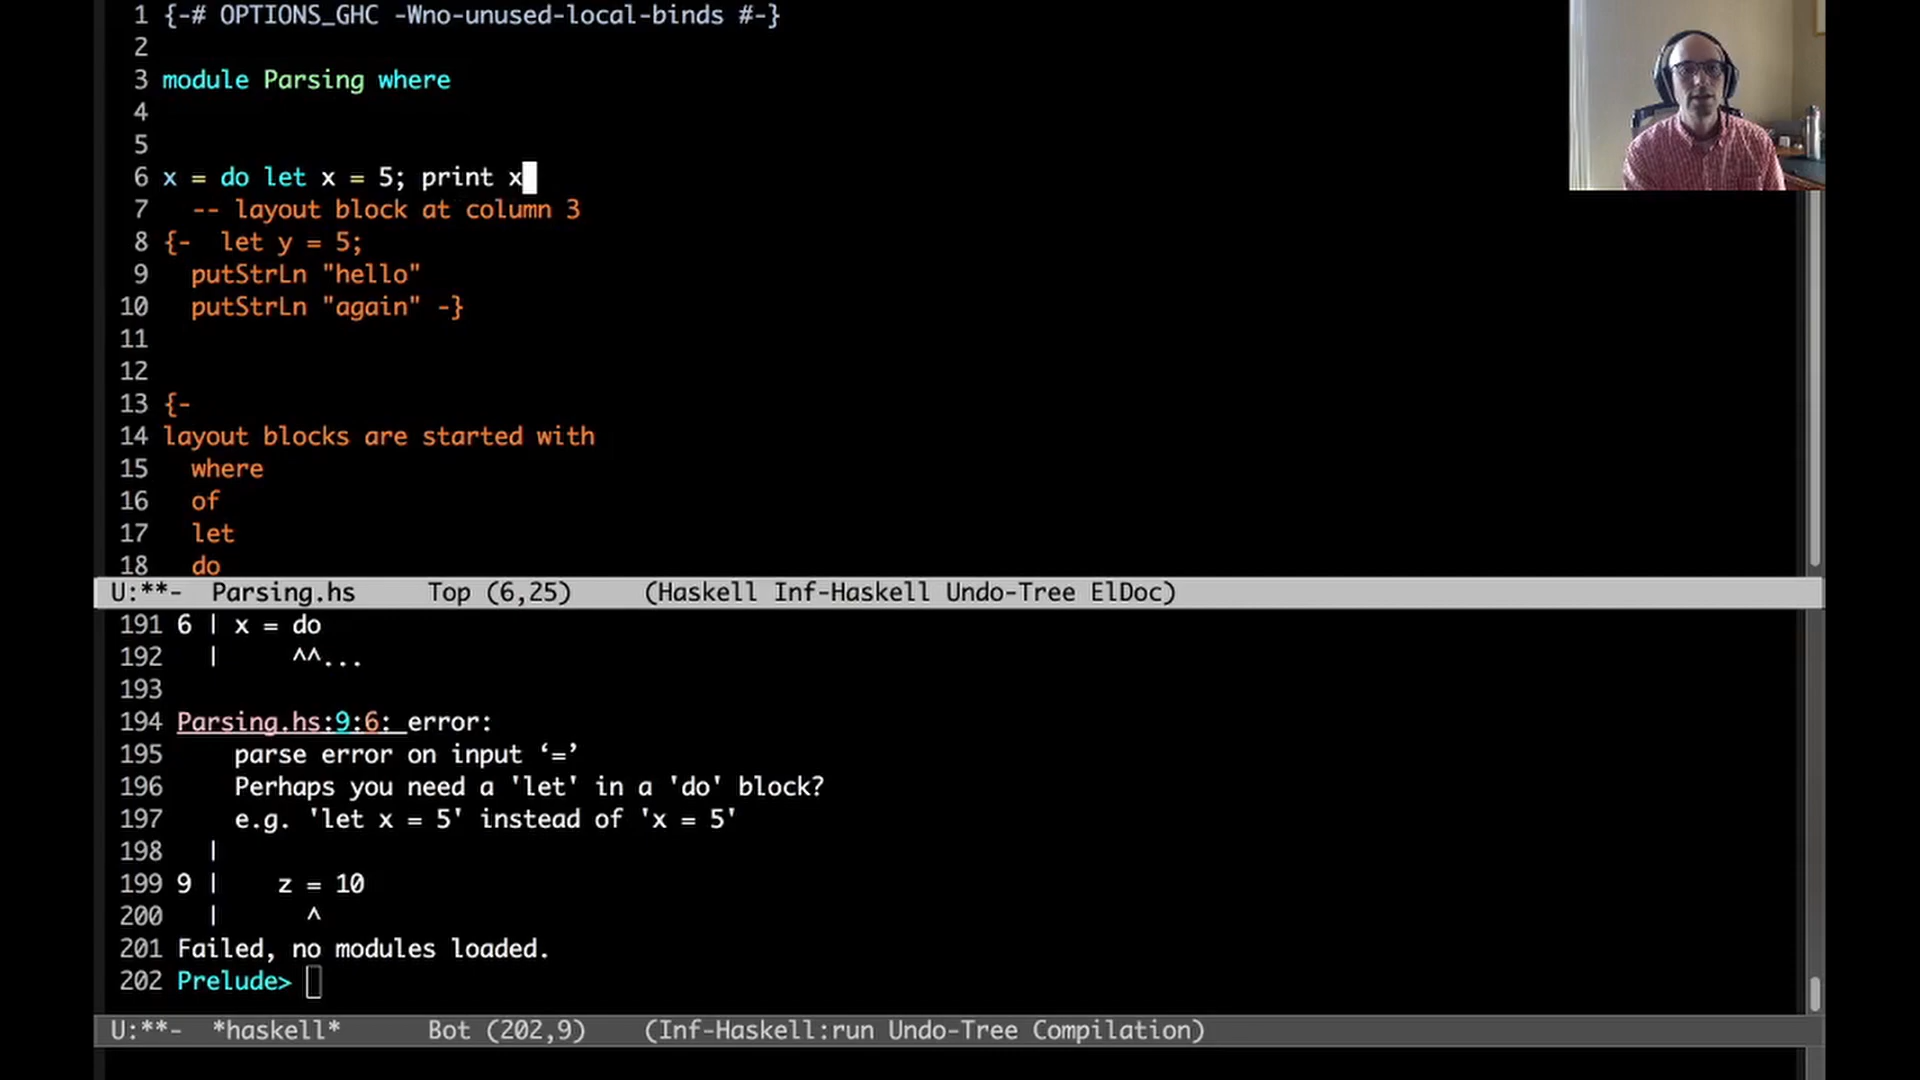 1 {-# OPTIONS_GHC -Wno-unused-local-binds #-}
2
3 module Parsing where
4
5
6 x = do let x = 5; print x
7   -- layout block at column 3
8 {-  let y = 5;
9   putStrLn "hello"
10   putStrLn "again" -}
11
12
13 {-
14 layout blocks are started with
15   where
16   of
17   let
18   do
U:**-  Parsing.hs     Top (6,25)     (Haskell Inf-Haskell Undo-Tree ElDoc)
191 6 | x = do
192   |     ^^...
193
194 Parsing.hs:9:6: error:
195     parse error on input ‘=’
196     Perhaps you need a 'let' in a 'do' block?
197     e.g. 'let x = 5' instead of 'x = 5'
198   |
199 9 |    z = 10
200   |      ^
201 Failed, no modules loaded.
202 Prelude>
U:**-  *haskell*      Bot (202,9)    (Inf-Haskell:run Undo-Tree Compilation)